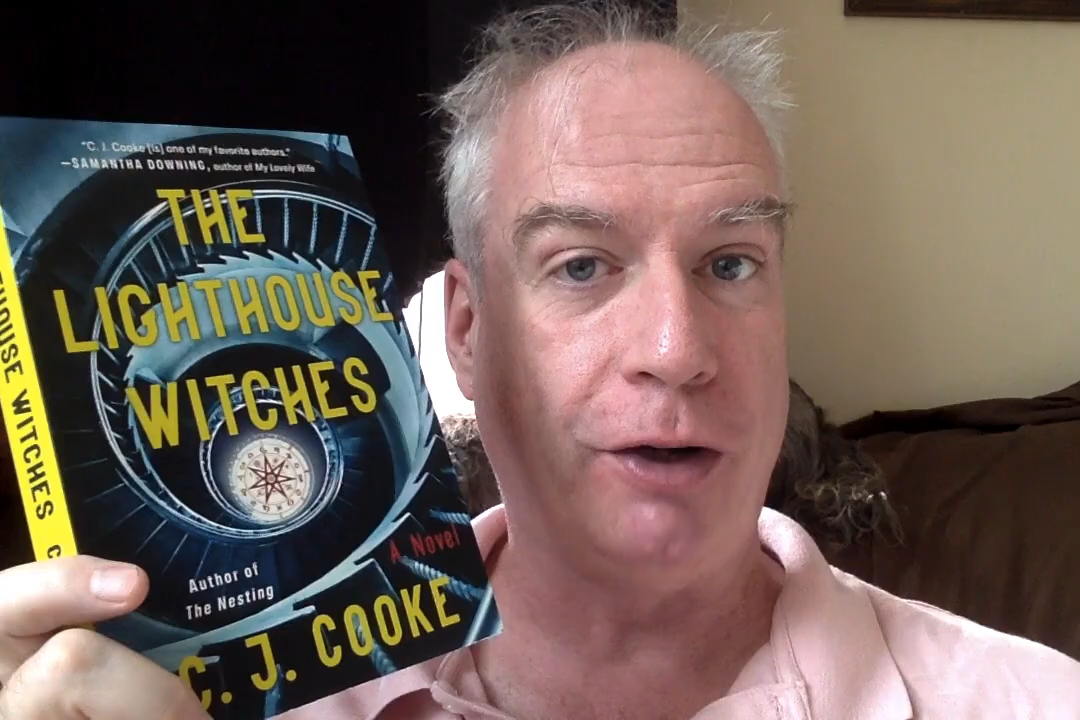 "C. J. Cooke [is] one of my favorite authors."
—SAMANTHA DOWNING, author of My Lovely Wife
THE
LIGHTHOUSE
WITCHES
A Novel
Author of
The Nesting
C. J. COOKE
HOUSE WITCHES C